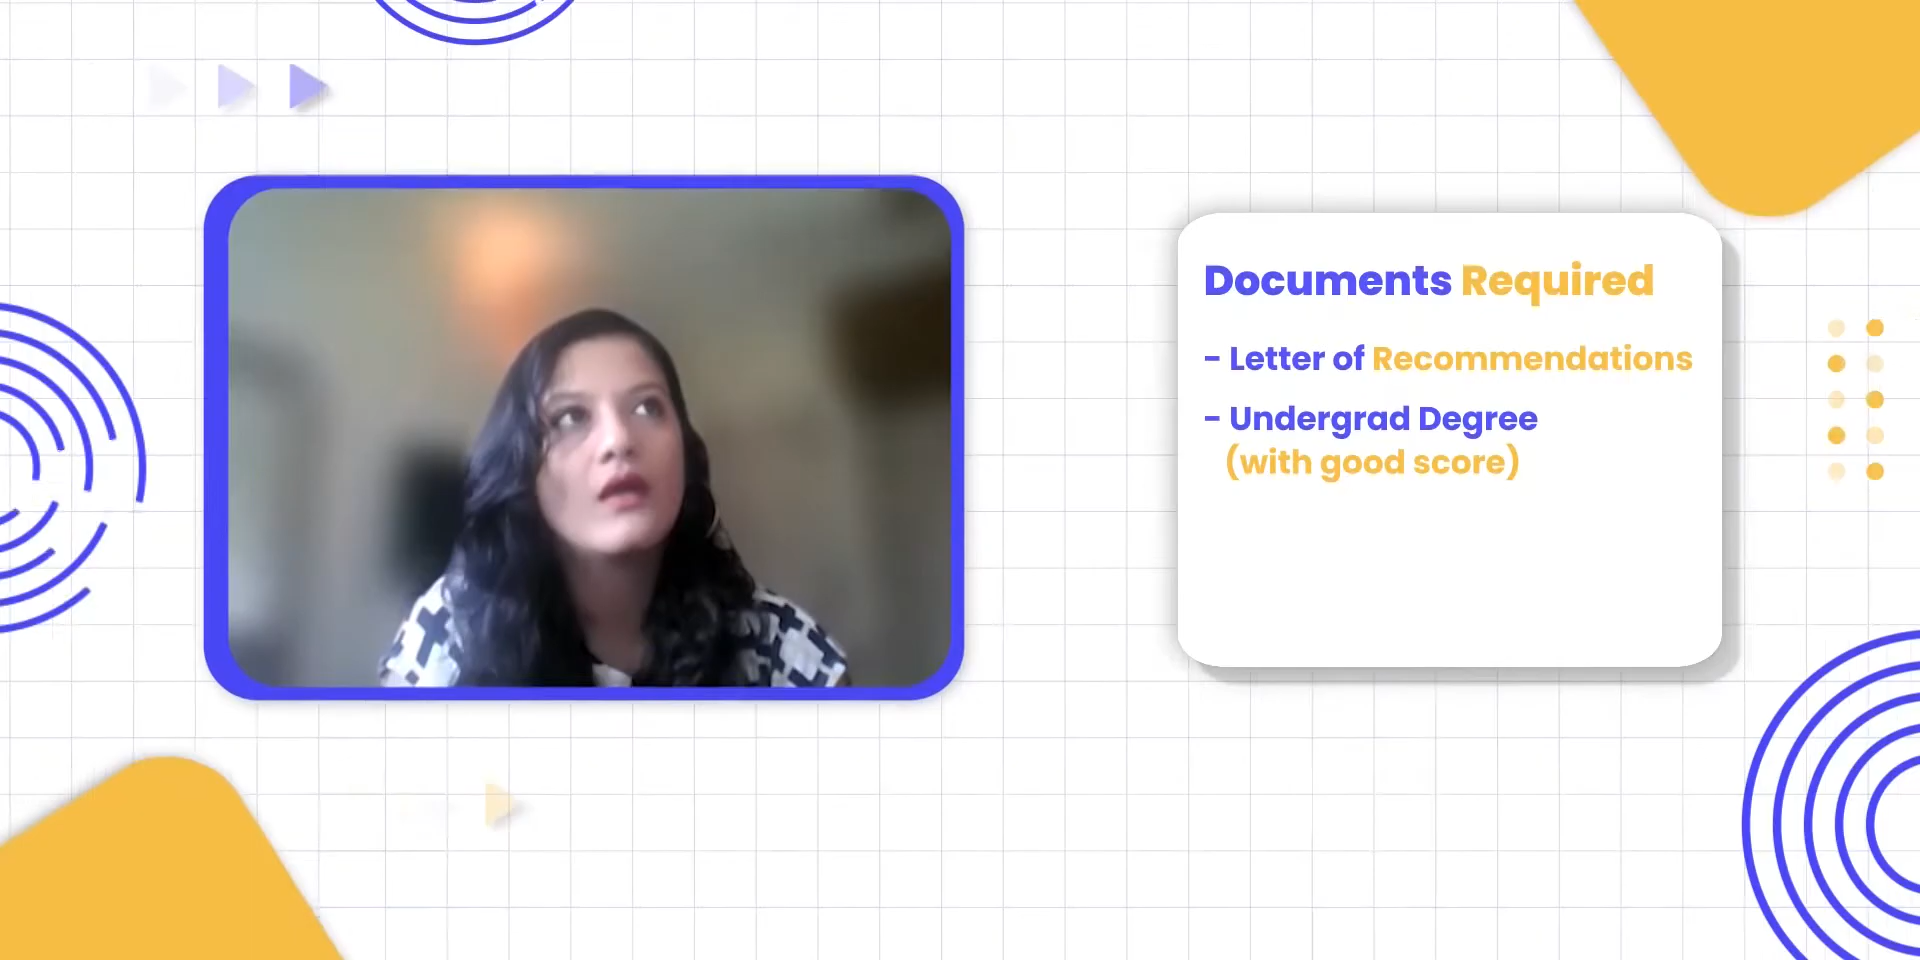 Documents Required
- Letter of Recommendations
- Undergrad Degree
(with good score)